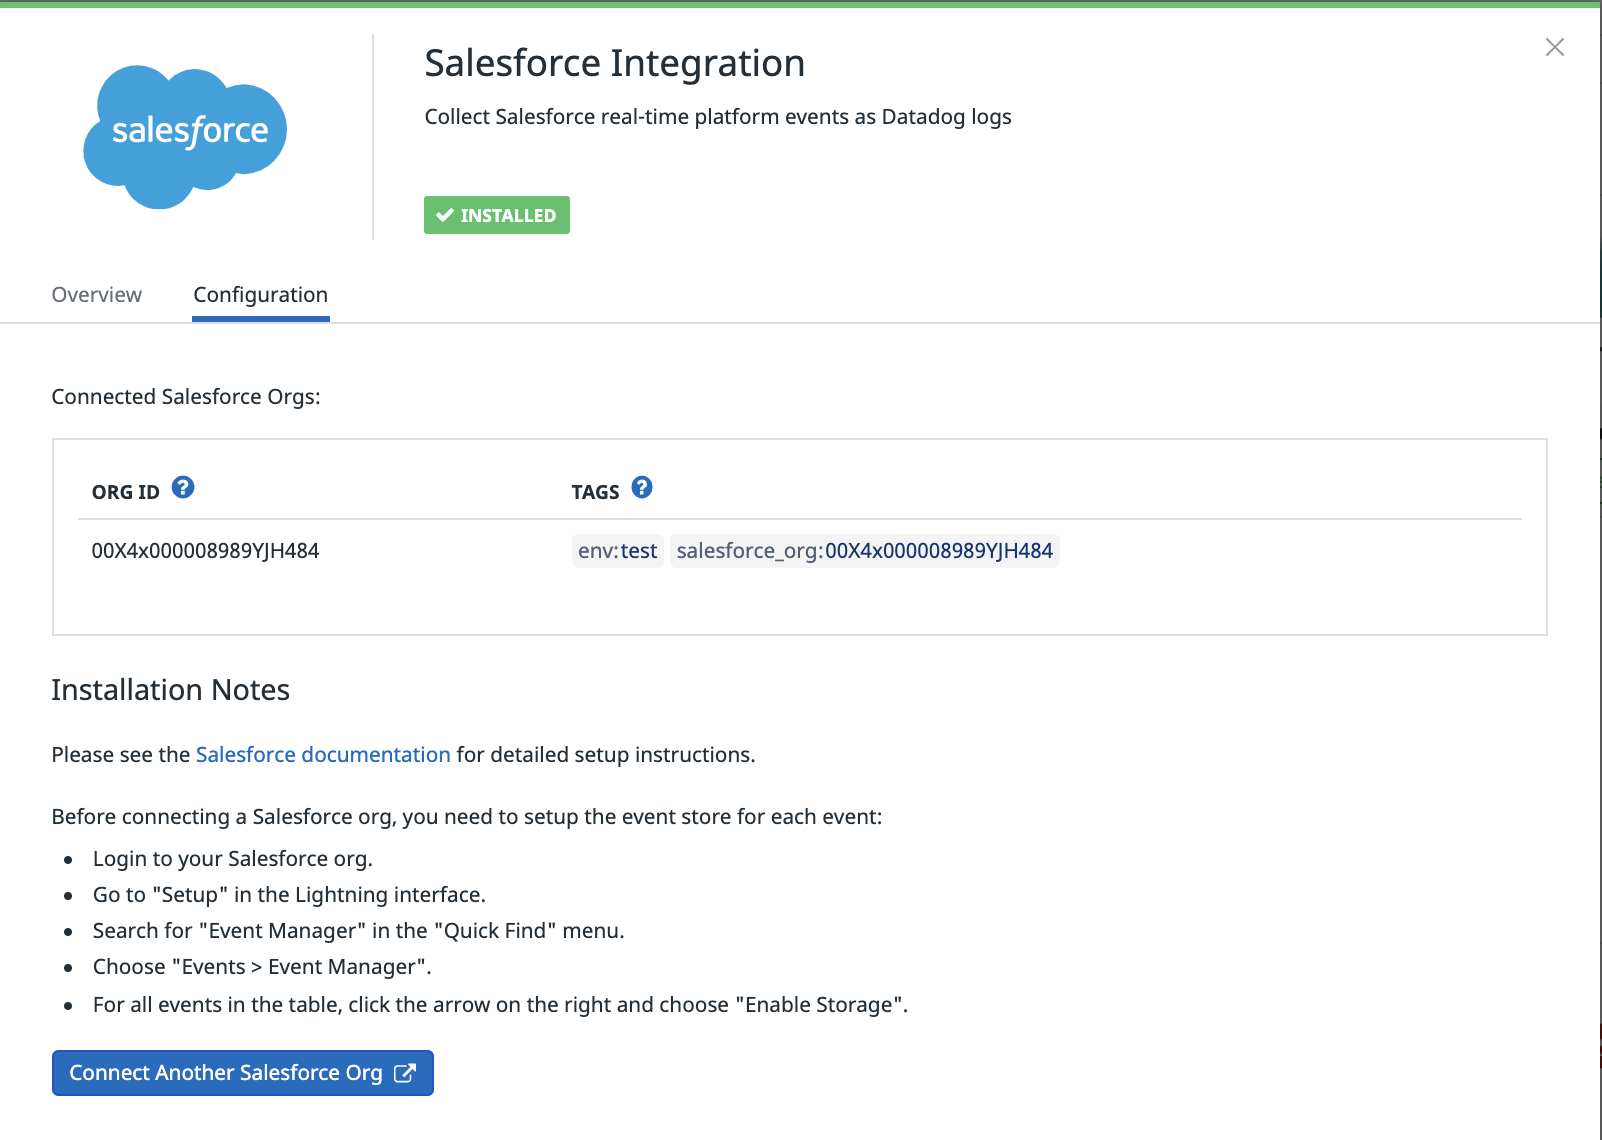 salesforce
Salesforce Integration
Collect Salesforce real-time platform events as Datadog logs
INSTALLED
Overview Configuration
Connected Salesforce Orgs:
ORG ID ? TAGS ?
00X4x000008989YJH484 env:test salesforce_org:00X4x000008989YJH484
Installation Notes
Please see the Salesforce documentation for detailed setup instructions.
Before connecting a Salesforce org, you need to setup the event store for each event:
• Login to your Salesforce org.
• Go to "Setup" in the Lightning interface.
• Search for "Event Manager" in the "Quick Find" menu.
• Choose "Events > Event Manager".
• For all events in the table, click the arrow on the right and choose "Enable Storage".
Connect Another Salesforce Org